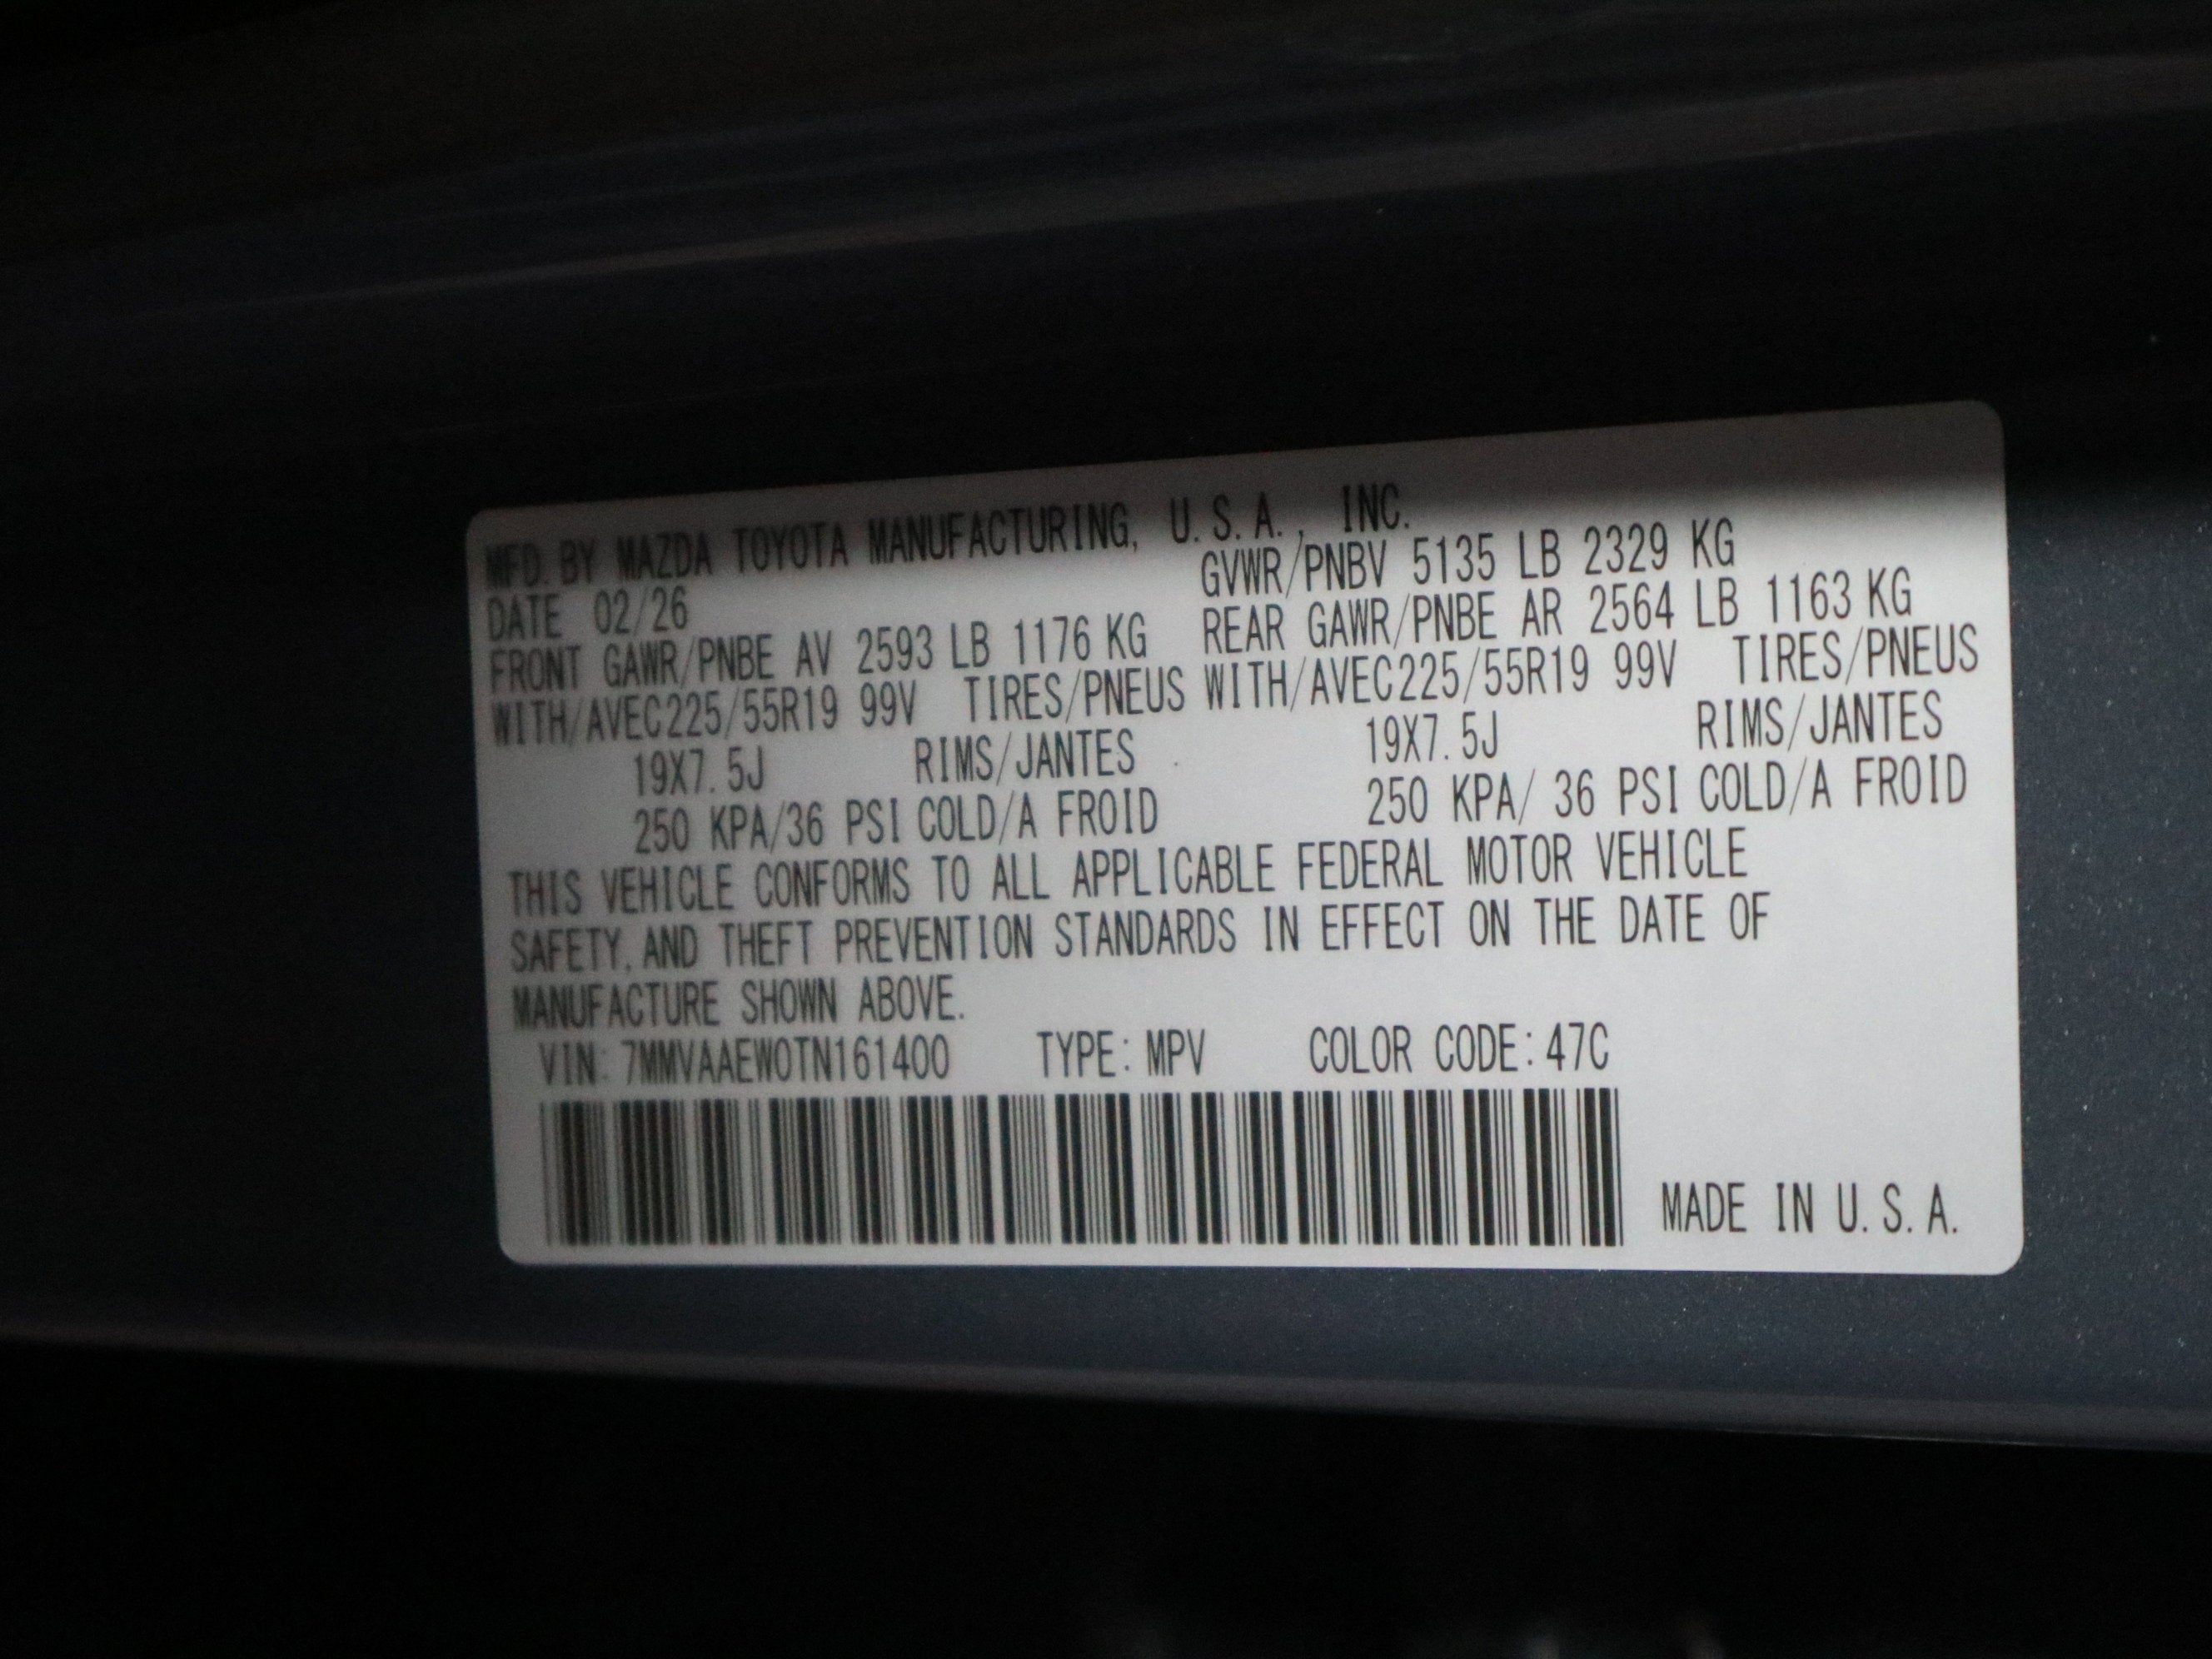 MFD. BY MAZDA TOYOTA MANUFACTURING, U.S.A., INC.
DATE 02/26 GVWR/PNBV 5135 LB 2329 KG
FRONT GAWR/PNBE AV 2593 LB 1176 KG REAR GAWR/PNBE AR 2564 LB 1163 KG
WITH/AVEC225/55R19 99V TIRES/PNEUS WITH/AVEC225/55R19 99V TIRES/PNEUS
19X7.5J RIMS/JANTES 19X7.5J RIMS/JANTES
250 KPA/36 PSI COLD/A FROID 250 KPA/ 36 PSI COLD/A FROID
THIS VEHICLE CONFORMS TO ALL APPLICABLE FEDERAL MOTOR VEHICLE
SAFETY, AND THEFT PREVENTION STANDARDS IN EFFECT ON THE DATE OF
MANUFACTURE SHOWN ABOVE.
VIN: 7MMVAAEW0TN161400 TYPE: MPV COLOR CODE: 47C
MADE IN U.S.A.